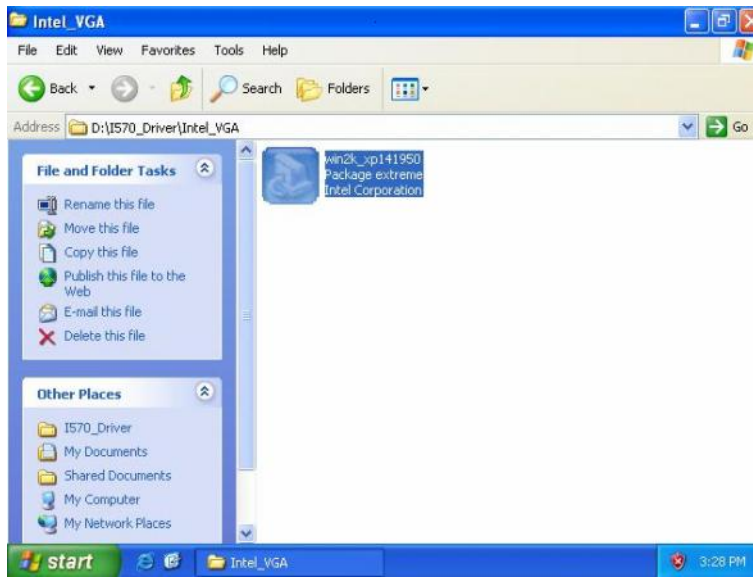 Intel_VGA
File Edit View Favorites Tools Help
Back Search Folders
Address D:\I570_Driver\Intel_VGA Go
File and Folder Tasks
Rename this file
Move this file
Copy this file
Publish this file to the
Web
E-mail this file
Delete this file
Other Places
I570_Driver
My Documents
Shared Documents
My Computer
My Network Places
win2k_xp141950
Package extreme
Intel Corporation
start Intel_VGA 3:28 PM